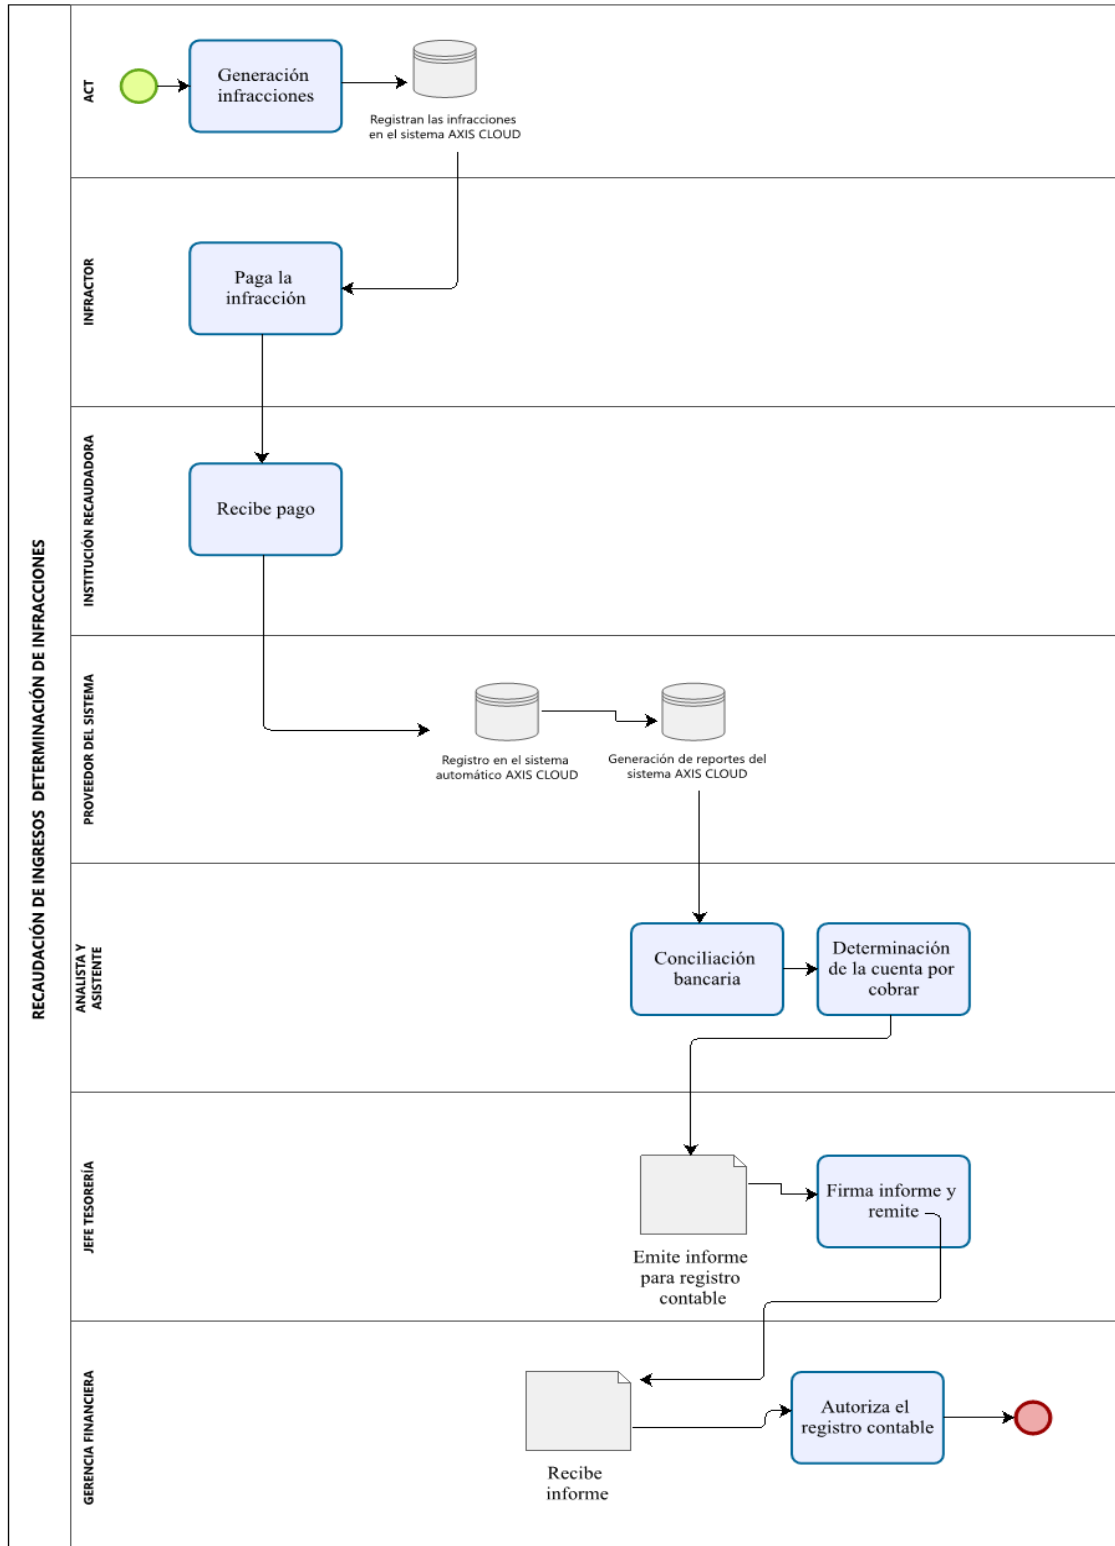 RECAUDACIÓN DE INGRESOS DETERMINACIÓN DE INFRACCIONES
ACT
Generación
infracciones
Registran las infracciones
en el sistema AXIS CLOUD
INFRACTOR
Paga la
infracción
INSTITUCIÓN RECAUDADORA
Recibe pago
PROVEEDOR DEL SISTEMA
Registro en el sistema
automático AXIS CLOUD
Generación de reportes del
sistema AXIS CLOUD
ANALISTA Y
ASISTENTE
Conciliación
bancaria
Determinación
de la cuenta por
cobrar
JEFE TESORERÍA
Emite informe
para registro
contable
Firma informe y
remite
GERENCIA FINANCIERA
Recibe
informe
Autoriza el
registro contable